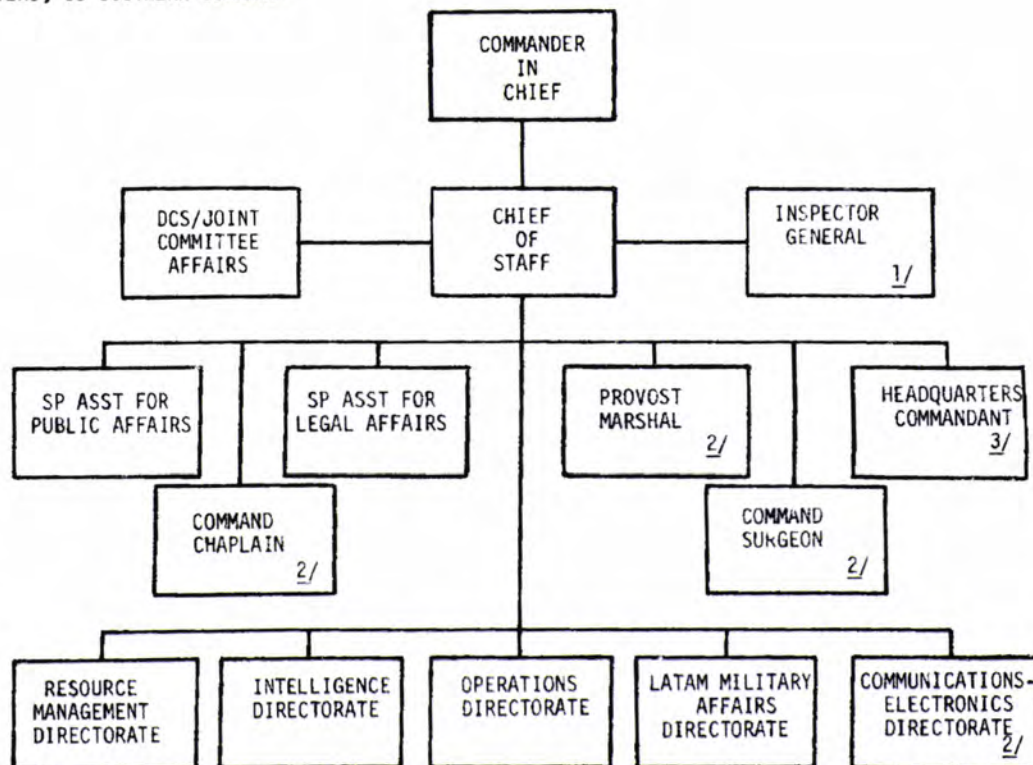 COMMANDER
IN
CHIEF
DCS/JOINT
COMMITTEE
AFFAIRS
CHIEF
OF
STAFF
INSPECTOR
GENERAL
1/
SP ASST FOR
PUBLIC AFFAIRS
SP ASST FOR
LEGAL AFFAIRS
PROVOST
MARSHAL
2/
HEADQUARTERS
COMMANDANT
3/
COMMAND
CHAPLAIN
2/
COMMAND
SURGEON
2/
RESOURCE
MANAGEMENT
DIRECTORATE
INTELLIGENCE
DIRECTORATE
OPERATIONS
DIRECTORATE
LATAM MILITARY
AFFAIRS
DIRECTORATE
COMMUNICATIONS-
ELECTRONICS
DIRECTORATE
2/